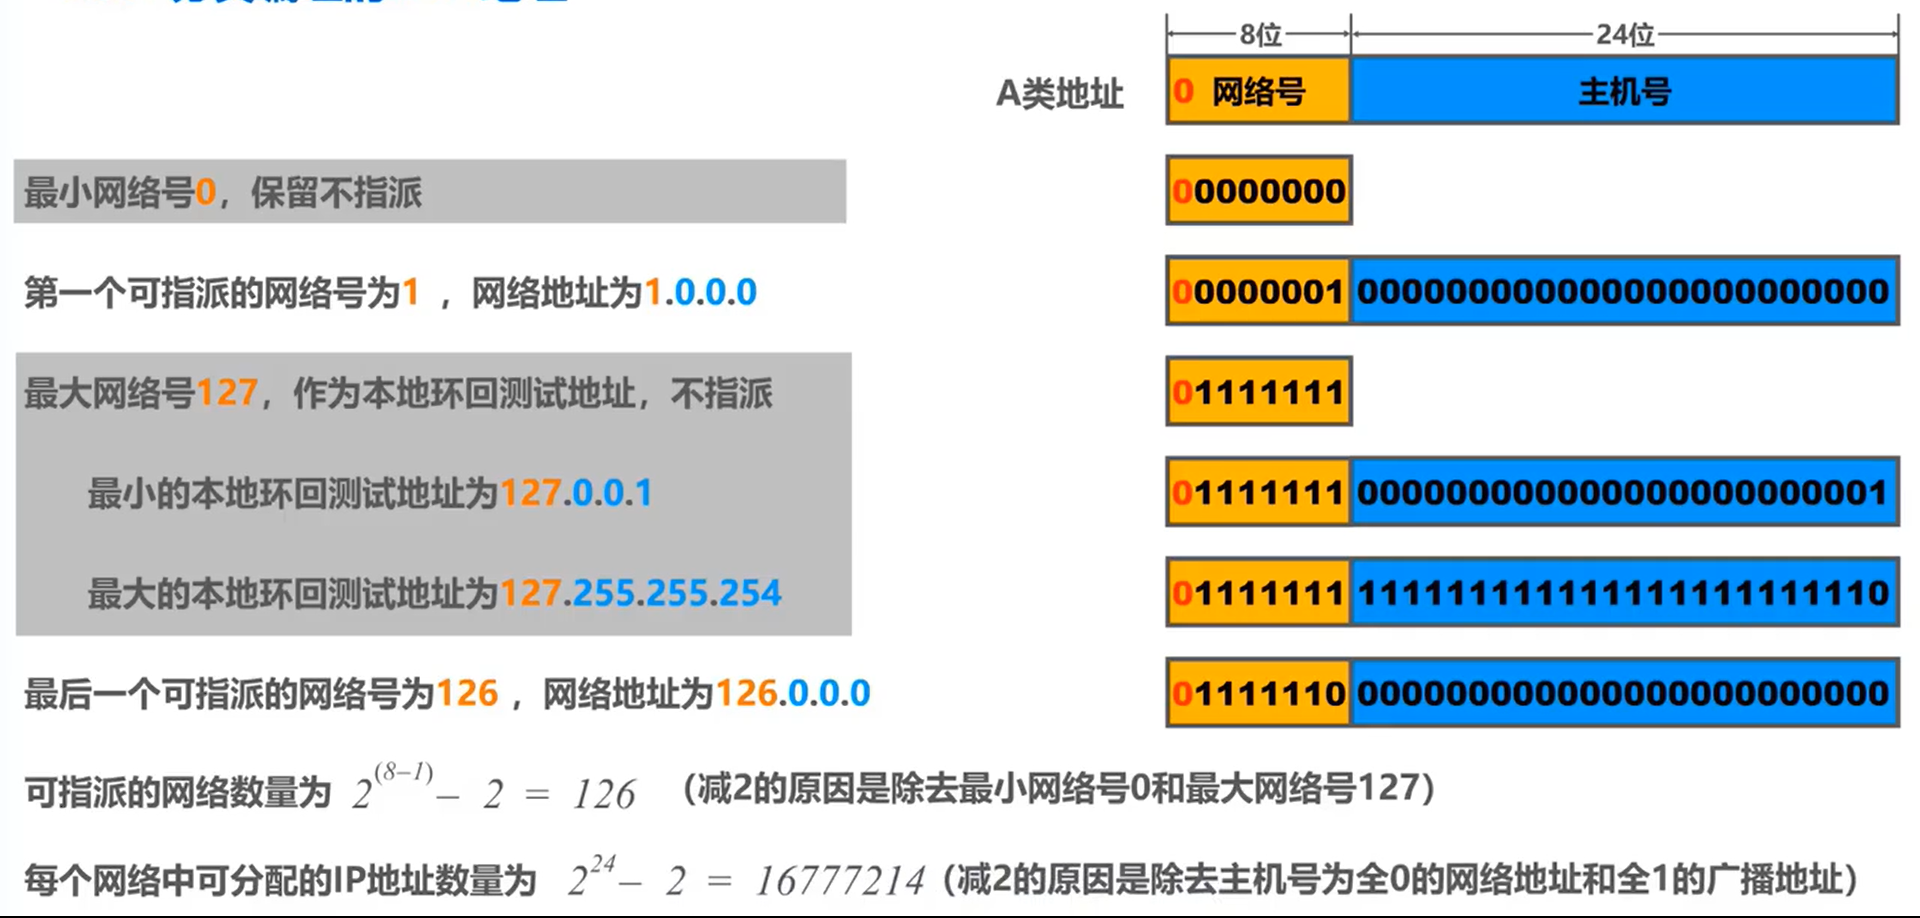 8位 24位
A类地址 0 网络号 主机号
最小网络号0，保留不指派 00000000
第一个可指派的网络号为1 ，网络地址为1.0.0.0 00000001 000000000000000000000000
最大网络号127，作为本地环回测试地址，不指派 01111111
最小的本地环回测试地址为127.0.0.1 01111111 000000000000000000000001
最大的本地环回测试地址为127.255.255.254 01111111 111111111111111111111110
最后一个可指派的网络号为126 ，网络地址为126.0.0.0 01111110 000000000000000000000000
可指派的网络数量为 2^(8–1) – 2 = 126 （减2的原因是除去最小网络号0和最大网络号127）
每个网络中可分配的IP地址数量为 2^24 – 2 = 16777214（减2的原因是除去主机号为全0的网络地址和全1的广播地址）